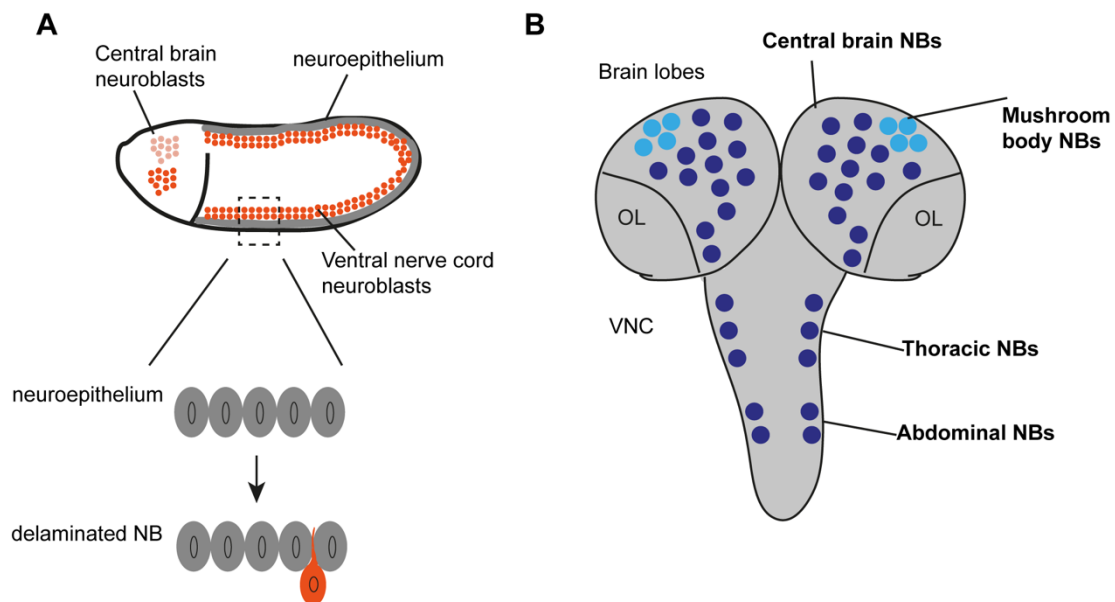 A
Central brain
neuroblasts
neuroepithelium
Ventral nerve cord
neuroblasts
neuroepithelium
delaminated NB
B
Central brain NBs
Brain lobes
Mushroom
body NBs
OL
OL
VNC
Thoracic NBs
Abdominal NBs